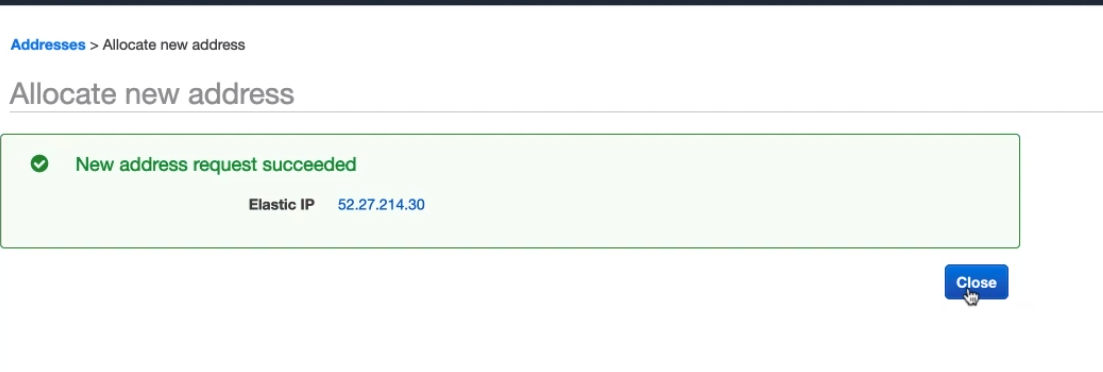 Addresses > Allocate new address
Allocate new address
New address request succeeded
Elastic IP 52.27.214.30
Close